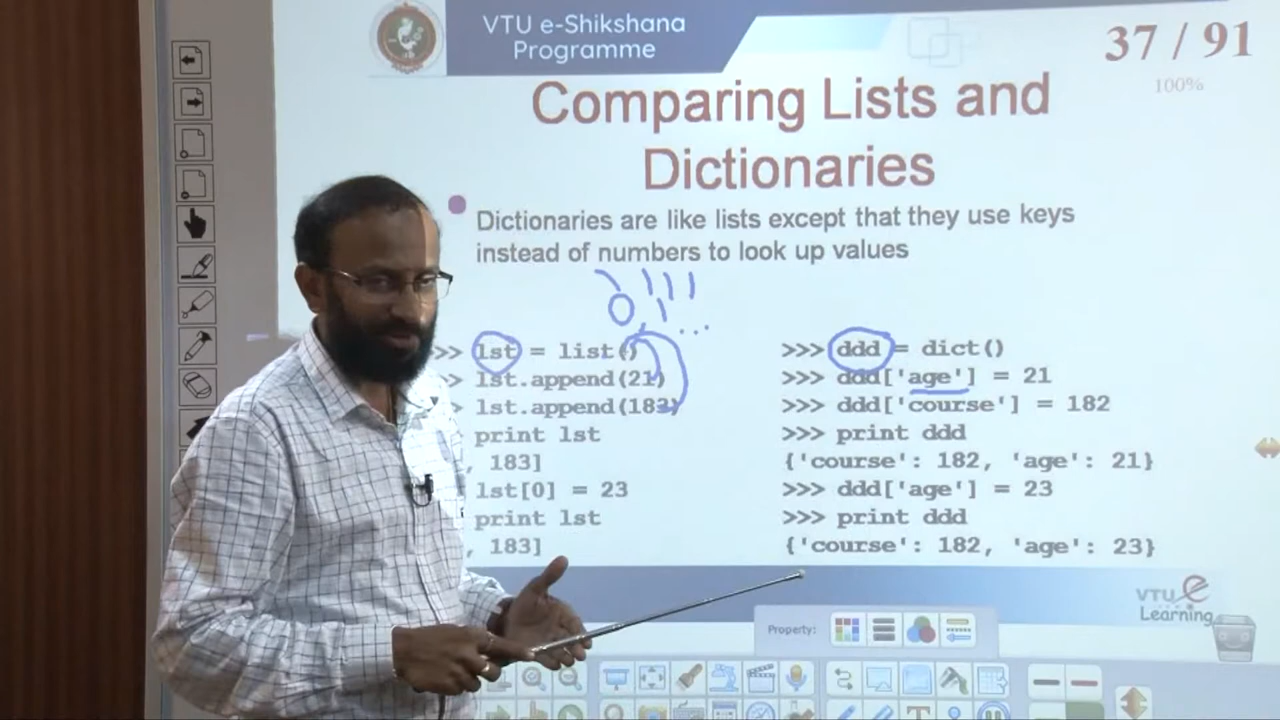 VTU e-Shikshana
Programme
37 / 91
100%
Comparing Lists and
Dictionaries
Dictionaries are like lists except that they use keys
instead of numbers to look up values
0, 1 ...
>> lst = list()
> lst.append(21)
> lst.append(183)
print lst
, 183]
lst[0] = 23
print lst
, 183]
>>> ddd = dict()
>>> ddd['age'] = 21
>>> ddd['course'] = 182
>>> print ddd
{'course': 182, 'age': 21}
>>> ddd['age'] = 23
>>> print ddd
{'course': 182, 'age': 23}
VTU e
Learning
Property: